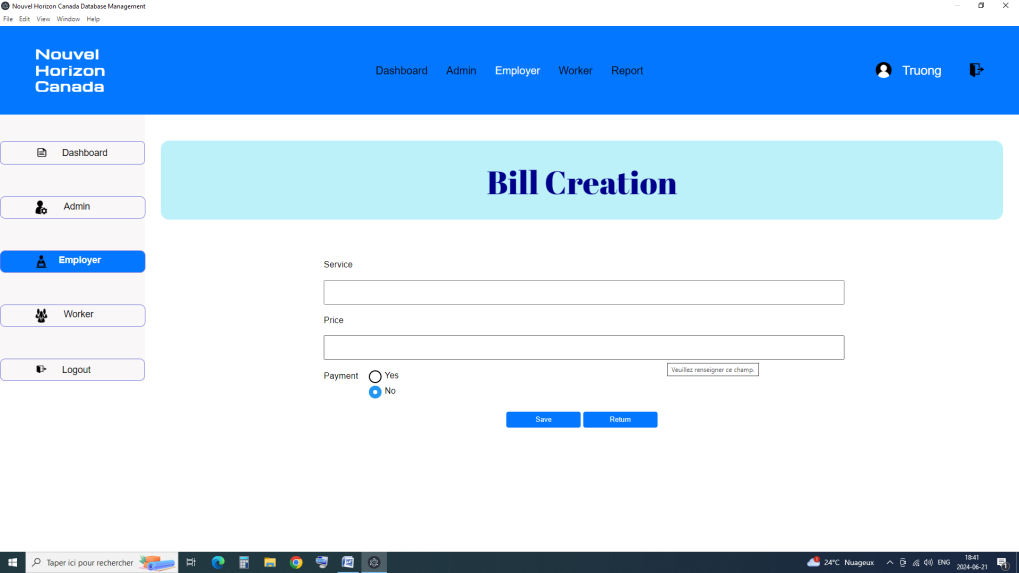 Nouvel Horizon Canada Database Management
File Edit View Window Help
Nouvel
Horizon
Canada
Dashboard Admin Employer Worker Report
Truong
Dashboard
Admin
Employer
Worker
Logout
Bill Creation
Service
Price
Veuillez renseigner ce champ.
Payment Yes
No
Save Return
Taper ici pour rechercher
24°C Nuageux
ENG
18:41
2024-06-21
1